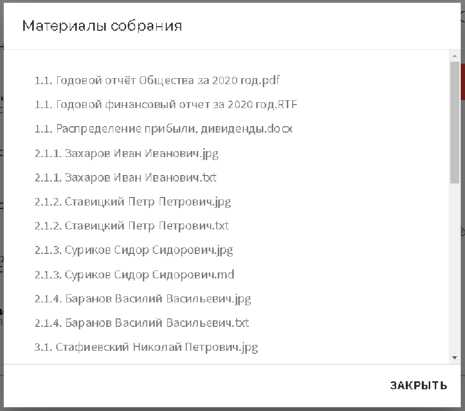 Материалы собрания
1.1. Годовой отчёт Общества за 2020 год.pdf
1.1. Годовой финансовый отчет за 2020 год.RTF
1.1. Распределение прибыли, дивиденды.docx
2.1.1. Захаров Иван Иванович.jpg
2.1.1. Захаров Иван Иванович.txt
2.1.2. Ставицкий Петр Петрович.jpg
2.1.2. Ставицкий Петр Петрович.txt
2.1.3. Суриков Сидор Сидорович.jpg
2.1.3. Суриков Сидор Сидорович.md
2.1.4. Баранов Василий Васильевич.jpg
2.1.4. Баранов Василий Васильевич.txt
3.1. Стафиевский Николай Петрович.jpg
ЗАКРЫТЬ